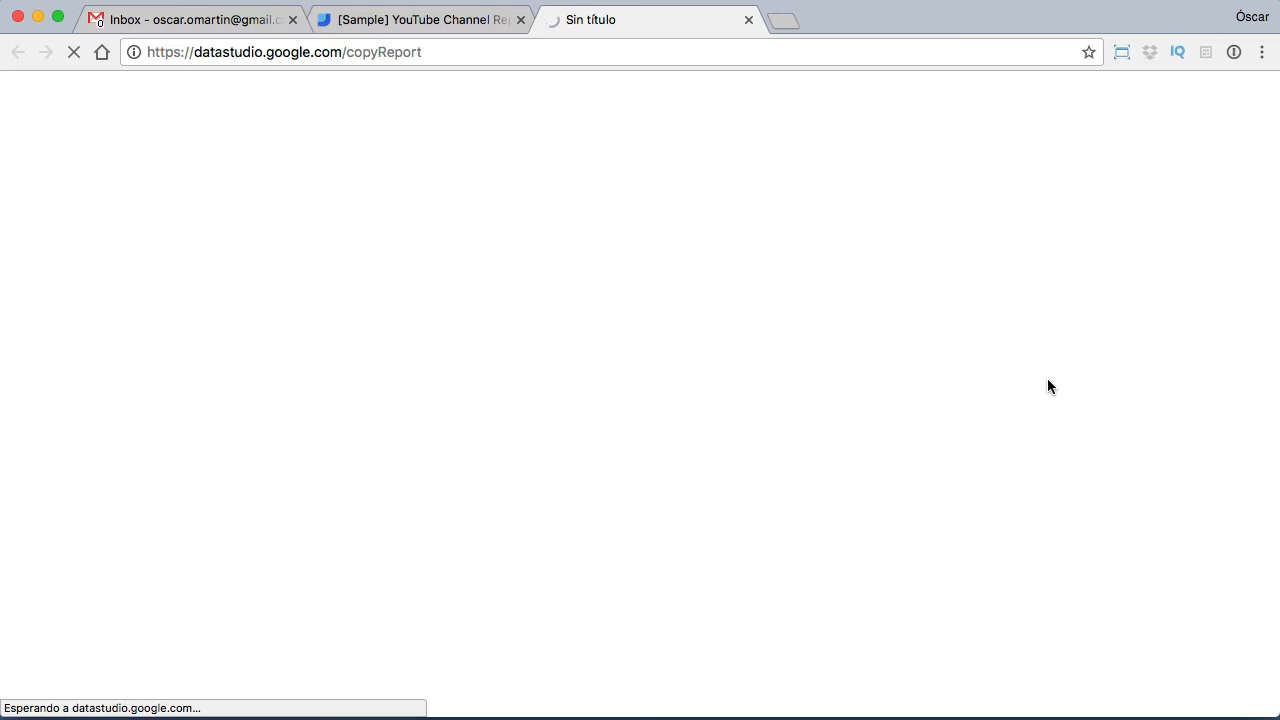 Inbox - oscar.omartin@gmail.c
[Sample] YouTube Channel Re
Sin título
Óscar
https://datastudio.google.com/copyReport
IQ
Esperando a datastudio.google.com...